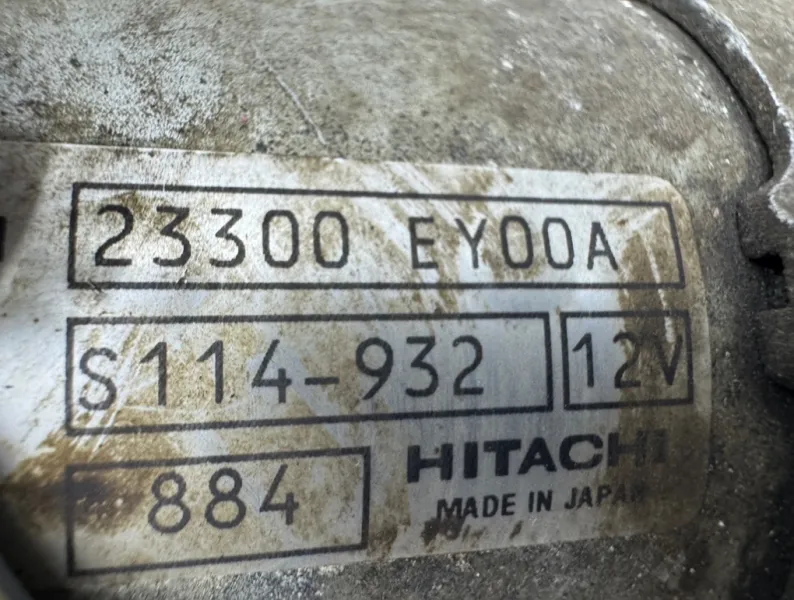 23300 EY00A
S114-932 12V
884 HITACHI
MADE IN JAPAN